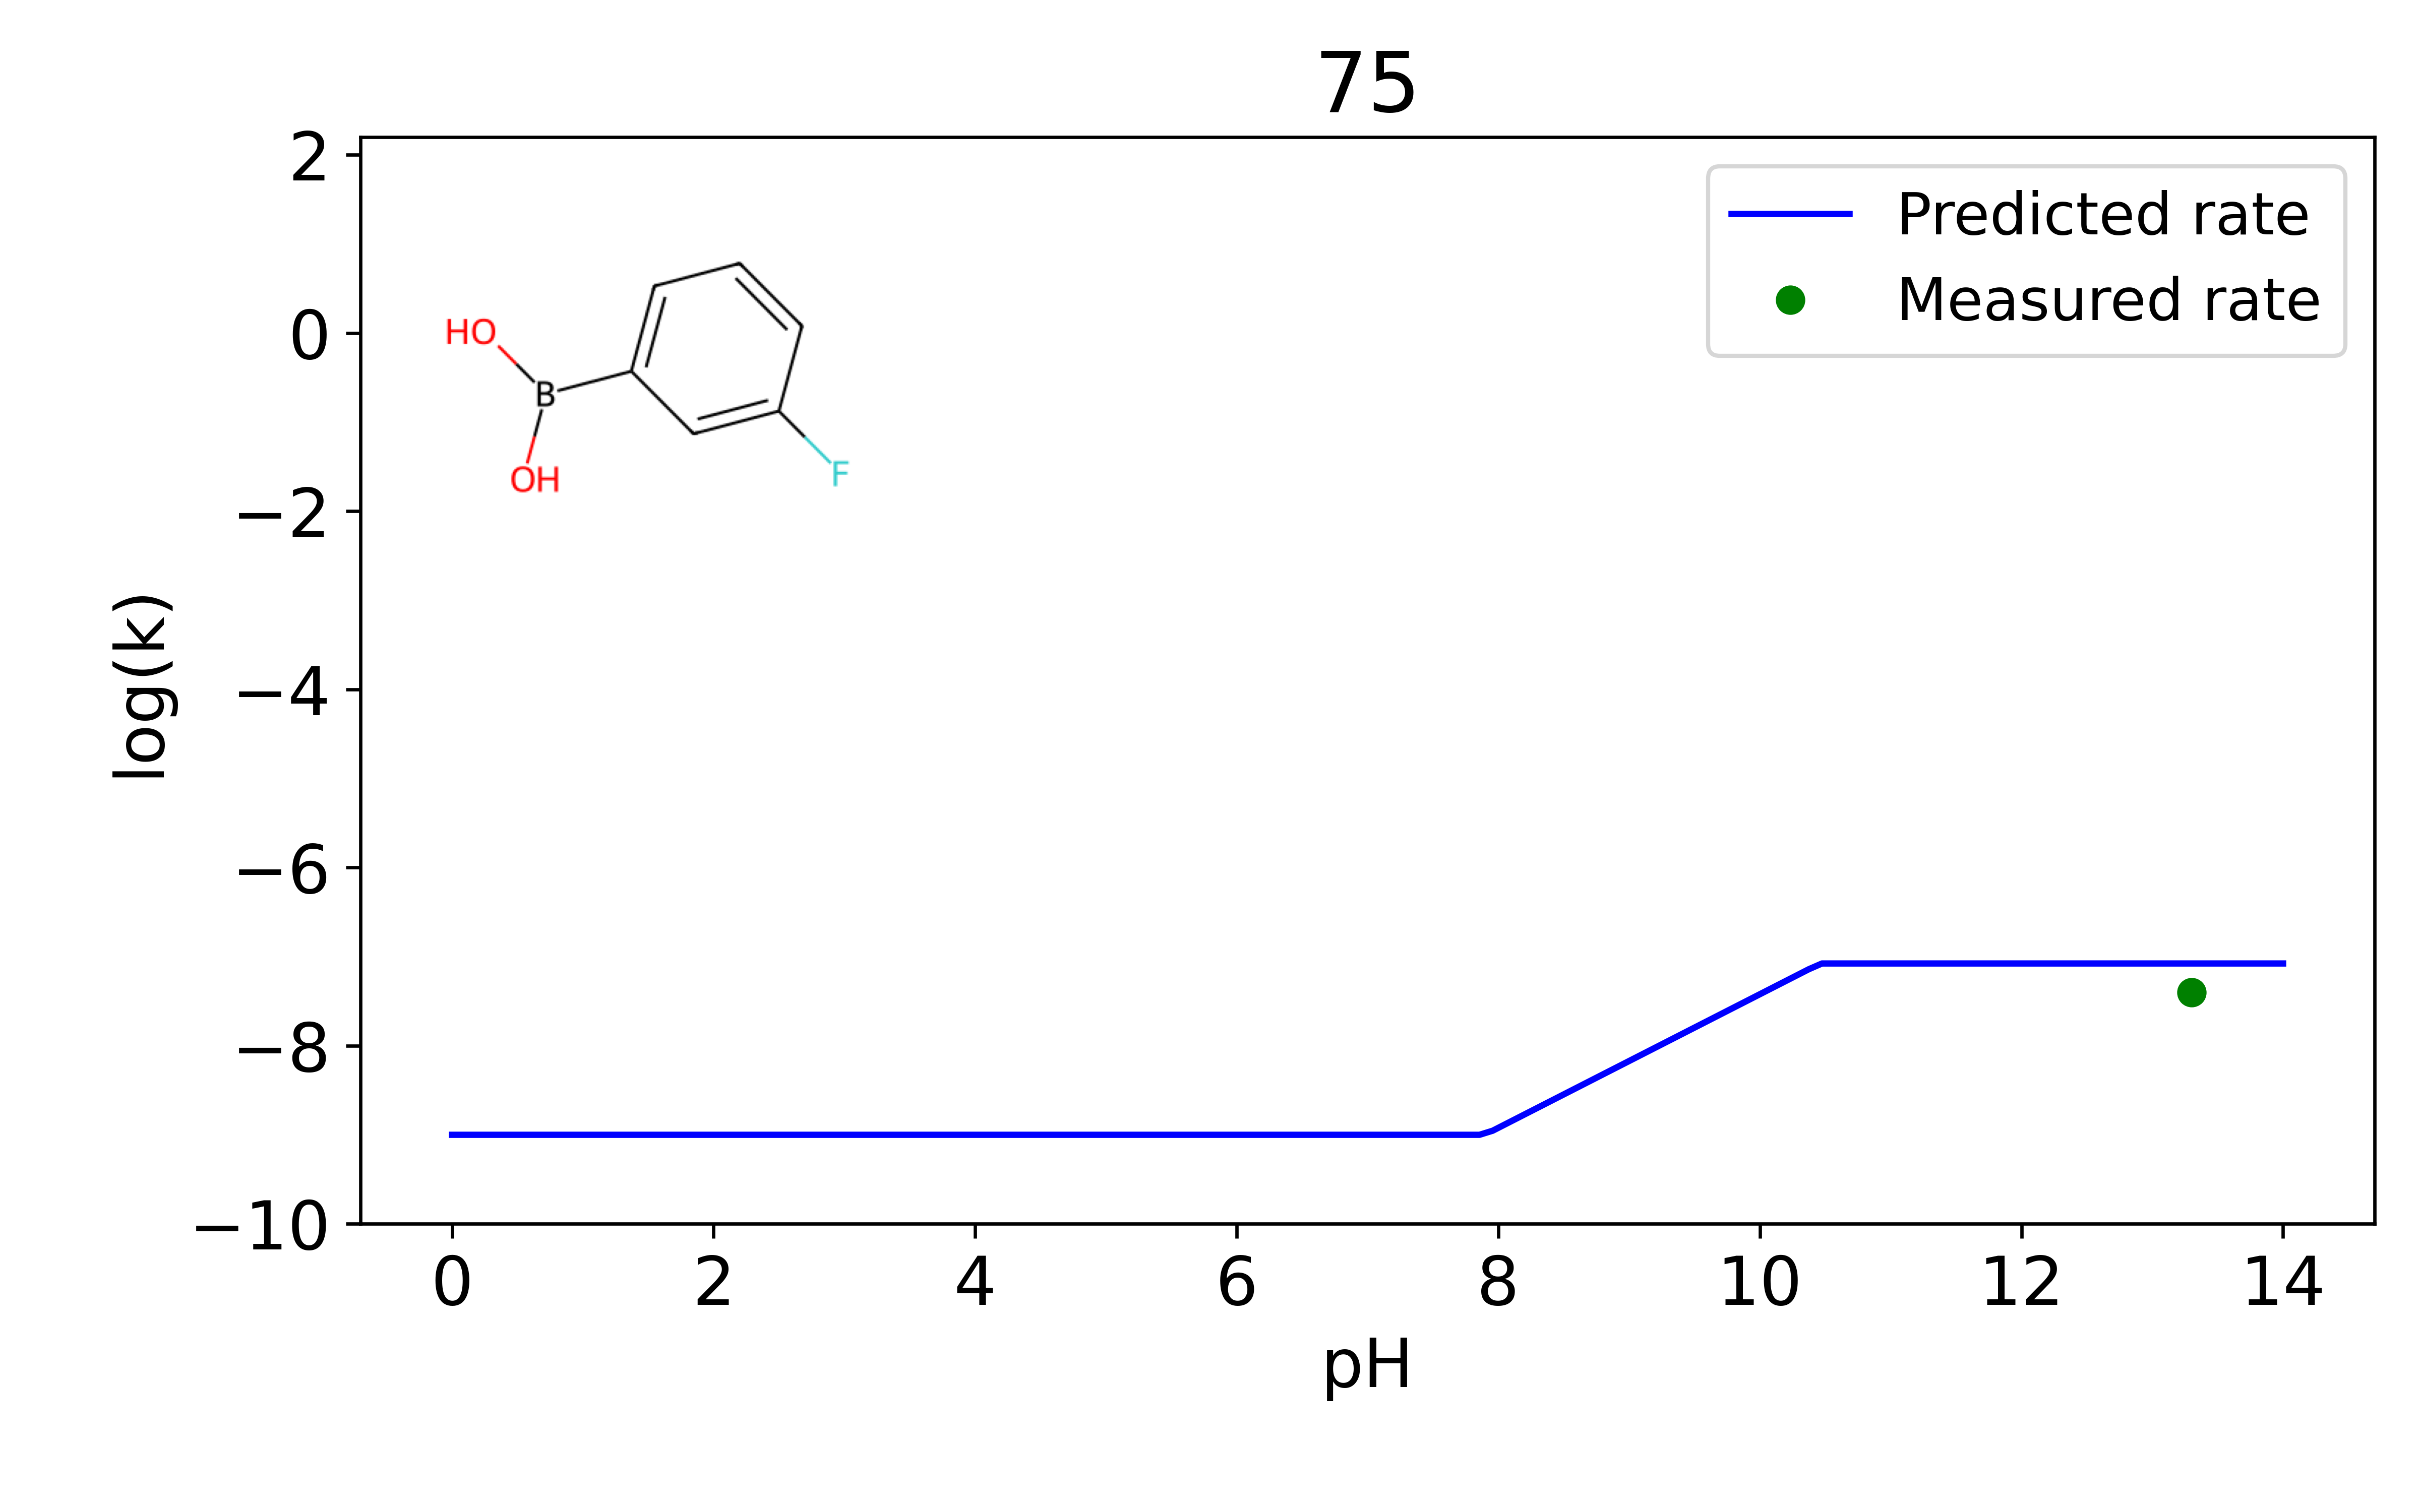 75
2
0
−2
−4
−6
−8
−10
log(k)
Predicted rate
Measured rate
HO
B
OH
F
0 2 4 6 8 10 12 14
pH